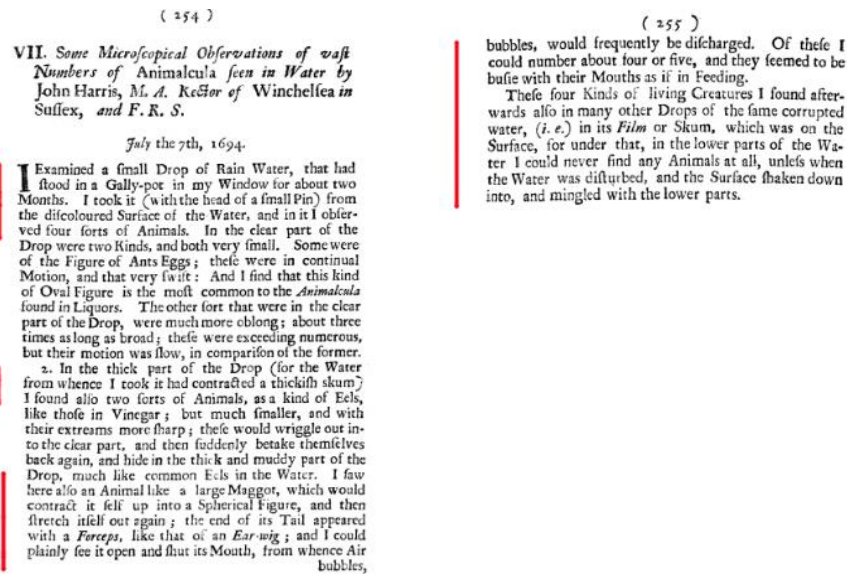 ( 254 )
VII. Some Microſcopical Obſervations of vaſt
Numbers of Animalcula ſeen in Water by
John Harris, M. A. Rector of Winchelſea in
Suſſex, and F. R. S.
July the 7th, 1694.
I Examined a ſmall Drop of Rain Water, that had
ſtood in a Gally-pot in my Window for about two
Months. I took it (with the head of a ſmall Pin) from
the diſcoloured Surface of the Water, and in it I obſer-
ved four ſorts of Animals. In the clear part of the
Drop were two Kinds, and both very ſmall. Some were
of the Figure of Ants Eggs; theſe were in continual
Motion, and that very ſwift: And I find that this kind
of Oval Figure is the moſt common to the Animalcula
found in Liquors. The other ſort that were in the clear
part of the Drop, were much more oblong; about three
times as long as broad; theſe were exceeding numerous,
but their motion was ſlow, in compariſon of the former.
2. In the thick part of the Drop (for the Water
from whence I took it had contracted a thickiſh skum)
I found alſo two ſorts of Animals, as a kind of Eels,
like thoſe in Vinegar; but much ſmaller, and with
their extreams more ſharp; theſe would wriggle out in-
to the clear part, and then ſuddenly betake themſelves
back again, and hide in the thick and muddy part of the
Drop, much like common Eels in the Water. I ſaw
here alſo an Animal like a large Maggot, which would
contract it ſelf up into a Spherical Figure, and then
ſtretch itſelf out again; the end of its Tail appeared
with a Forceps, like that of an Ear-wig; and I could
plainly ſee it open and ſhut its Mouth, from whence Air
bubbles,
( 255 )
bubbles, would frequently be diſcharged. Of theſe I
could number about four or five, and they ſeemed to be
buſie with their Mouths as if in Feeding.
Theſe four Kinds of living Creatures I found after-
wards alſo in many other Drops of the ſame corrupted
water, (i. e.) in its Film or Skum, which was on the
Surface, for under that, in the lower parts of the Wa-
ter I could never find any Animals at all, unleſs when
the Water was diſturbed, and the Surface ſhaken down
into, and mingled with the lower parts.